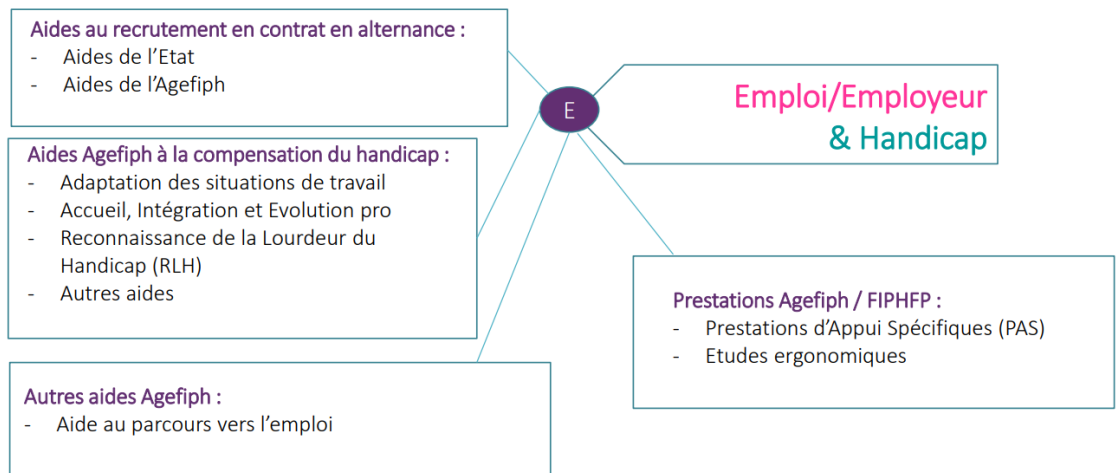 Aides au recrutement en contrat en alternance :
- Aides de l'Etat
- Aides de l'Agefiph
E
Emploi/Employeur
& Handicap
Aides Agefiph à la compensation du handicap :
- Adaptation des situations de travail
- Accueil, Intégration et Evolution pro
- Reconnaissance de la Lourdeur du
Handicap (RLH)
- Autres aides
Prestations Agefiph / FIPHFP :
- Prestations d'Appui Spécifiques (PAS)
- Etudes ergonomiques
Autres aides Agefiph :
- Aide au parcours vers l'emploi